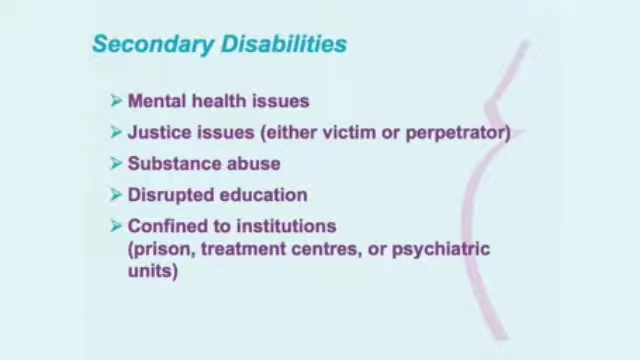 Secondary Disabilities
➢ Mental health issues
➢ Justice issues (either victim or perpetrator)
➢ Substance abuse
➢ Disrupted education
➢ Confined to institutions
(prison, treatment centres, or psychiatric
units)